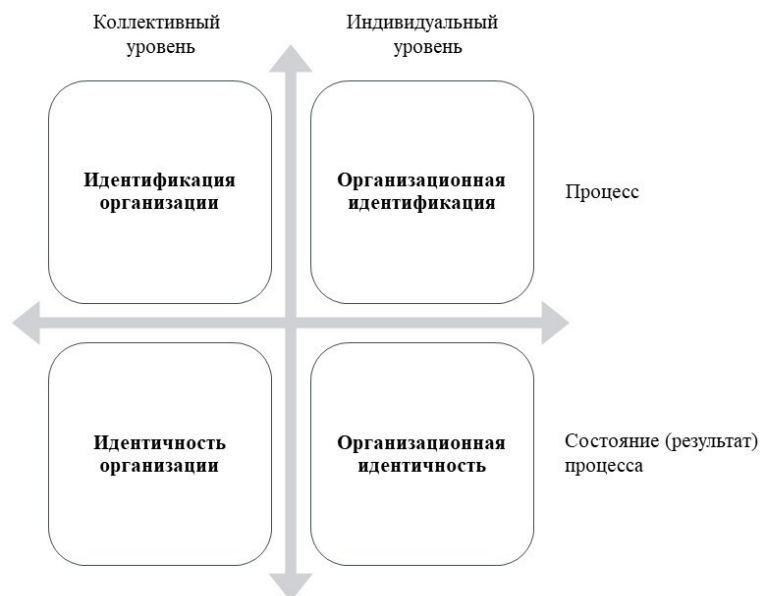 Коллективный
уровень
Индивидуальный
уровень
Идентификация
организации
Организационная
идентификация
Процесс
Идентичность
организации
Организационная
идентичность
Состояние (результат)
процесса